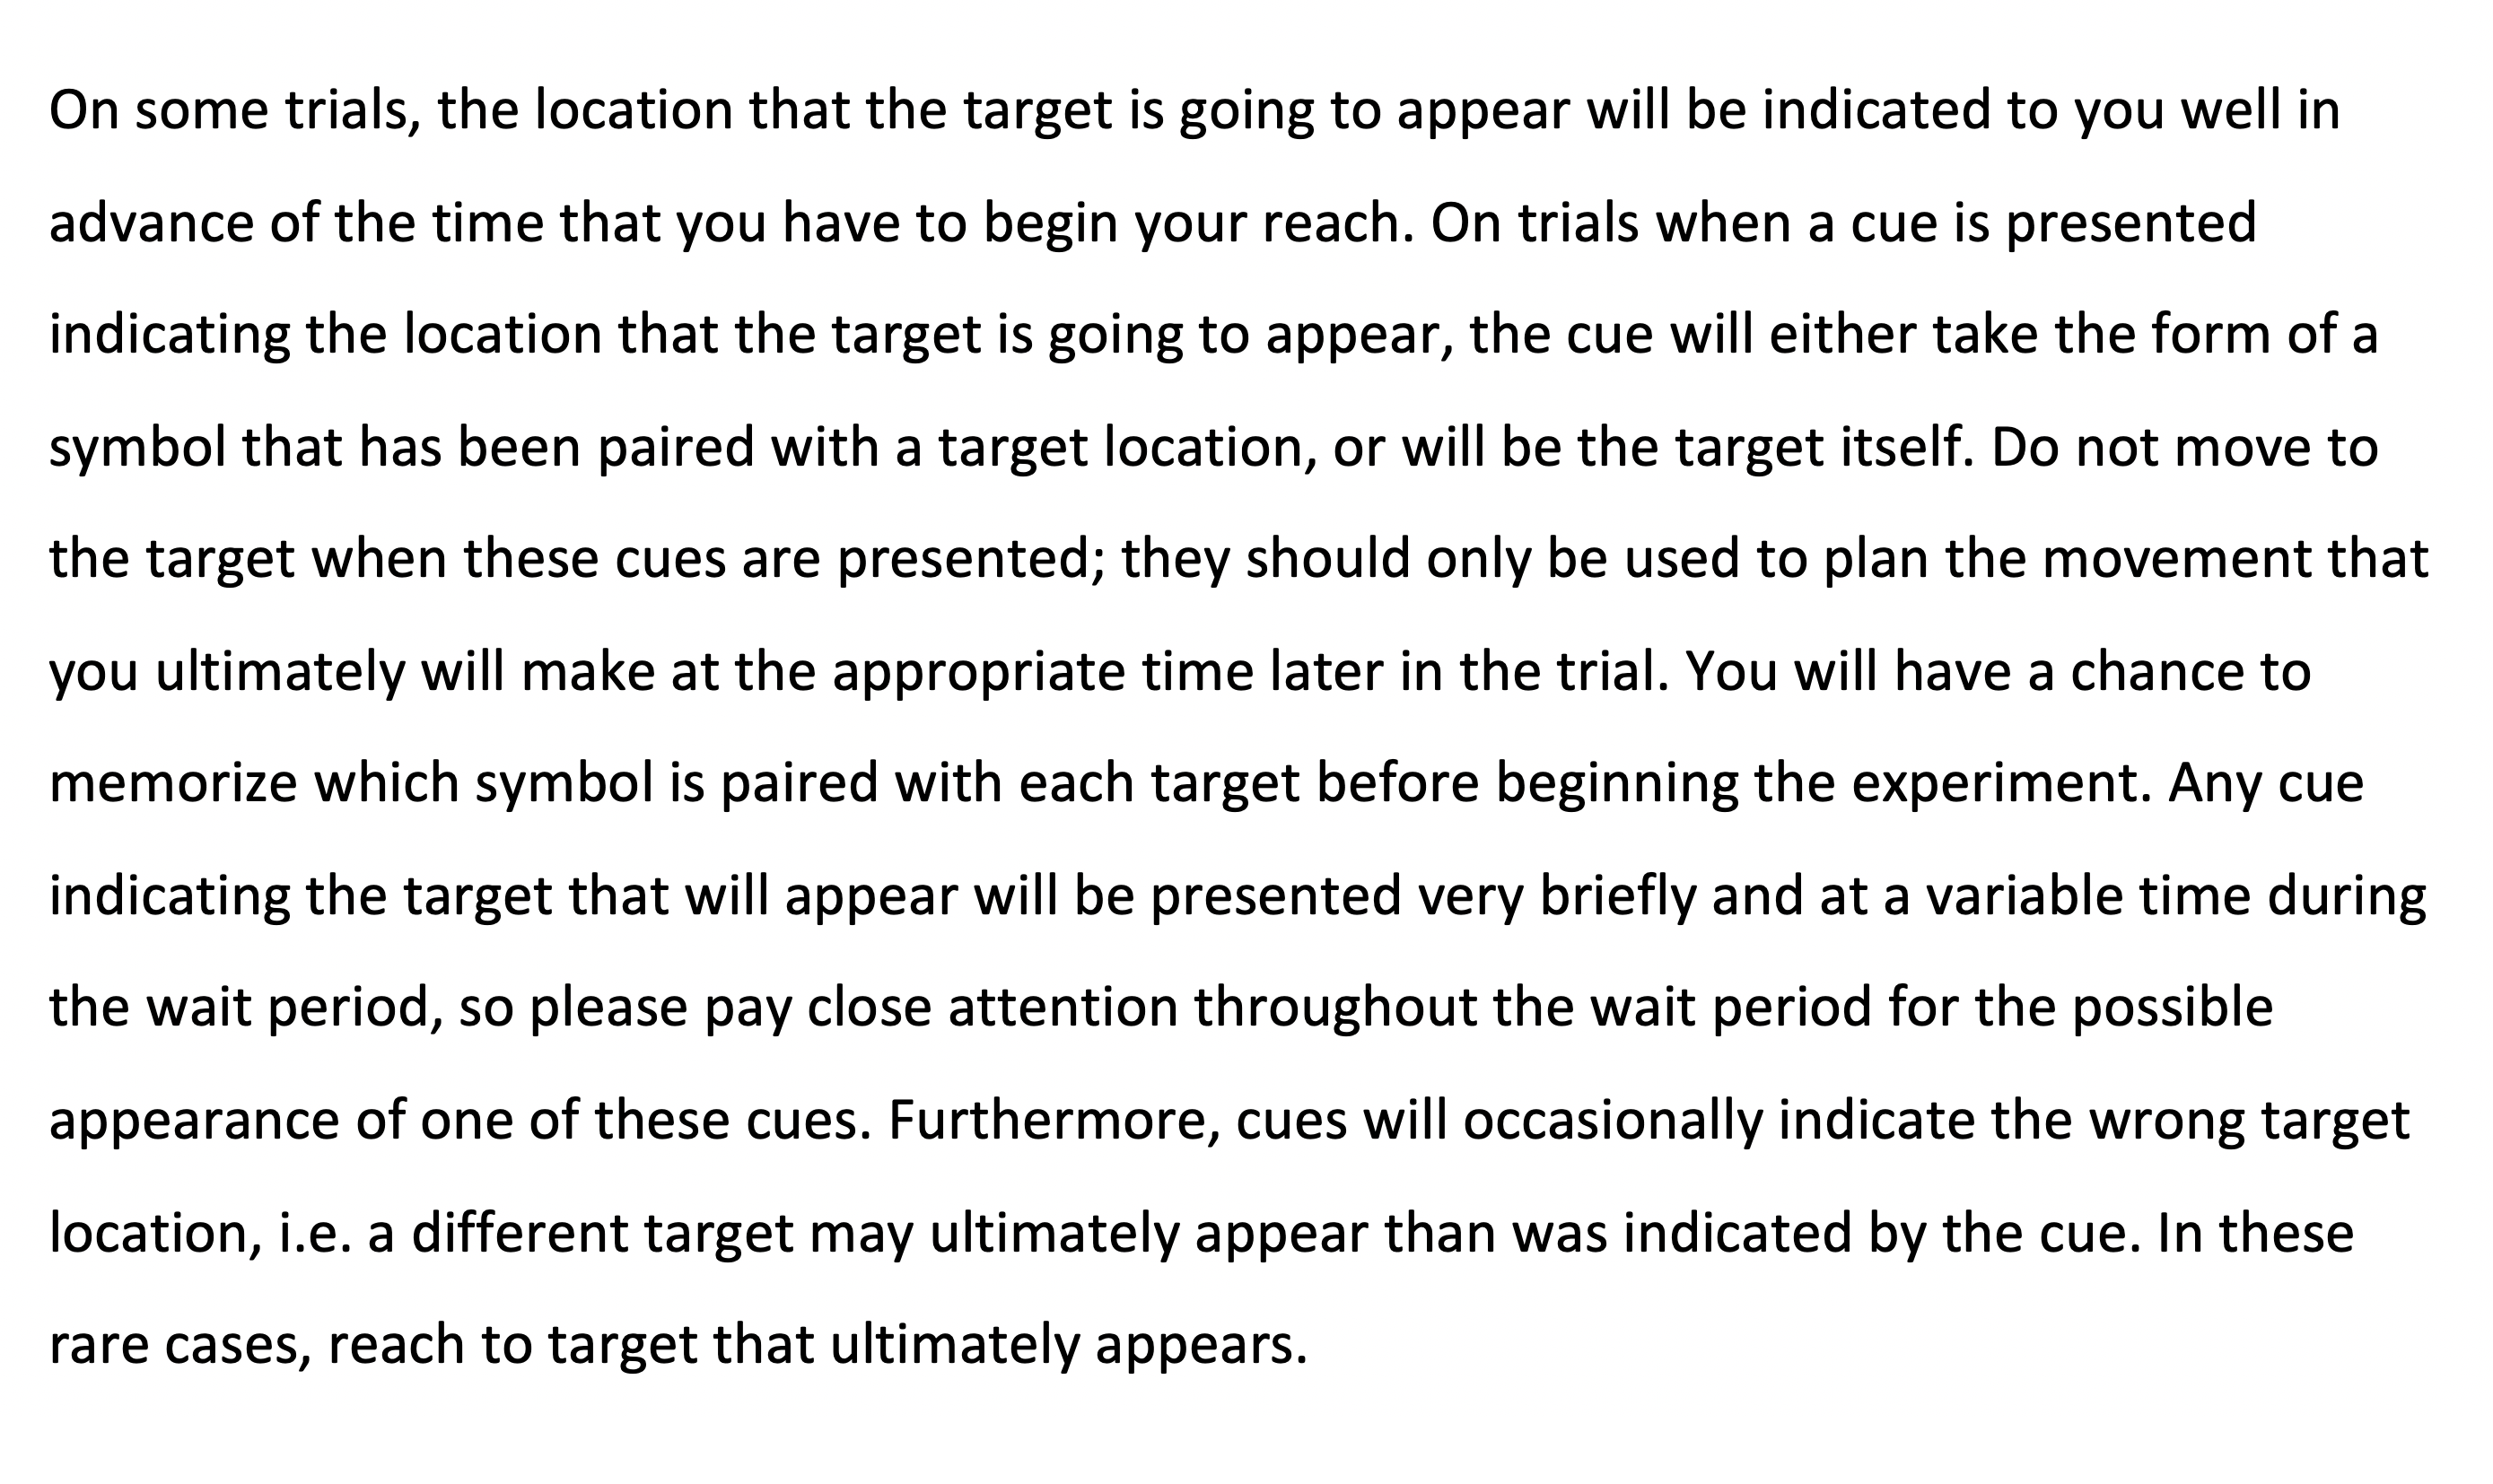 On some trials, the location that the target is going to appear will be indicated to you well in
advance of the time that you have to begin your reach. On trials when a cue is presented
indicating the location that the target is going to appear, the cue will either take the form of a
symbol that has been paired with a target location, or will be the target itself. Do not move to
the target when these cues are presented; they should only be used to plan the movement that
you ultimately will make at the appropriate time later in the trial. You will have a chance to
memorize which symbol is paired with each target before beginning the experiment. Any cue
indicating the target that will appear will be presented very briefly and at a variable time during
the wait period, so please pay close attention throughout the wait period for the possible
appearance of one of these cues. Furthermore, cues will occasionally indicate the wrong target
location, i.e. a different target may ultimately appear than was indicated by the cue. In these
rare cases, reach to target that ultimately appears.